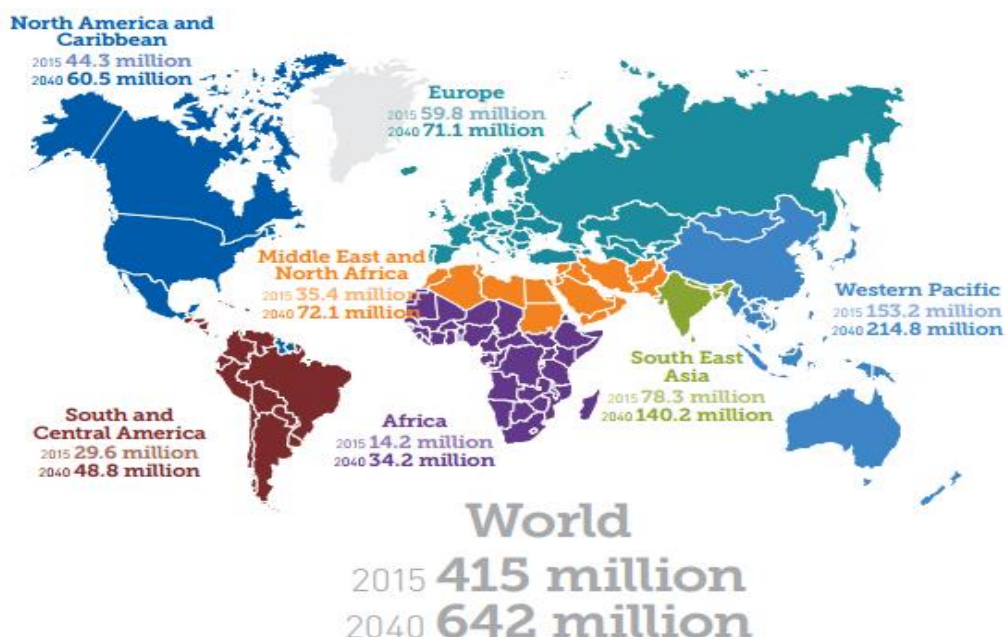 North America and
Caribbean
2015 44.3 million
2040 60.5 million
Europe
2015 59.8 million
2040 71.1 million
Middle East and
North Africa
2015 35.4 million
2040 72.1 million
Western Pacific
2015 153.2 million
2040 214.8 million
South East
Asia
2015 78.3 million
2040 140.2 million
South and
Central America
2015 29.6 million
2040 48.8 million
Africa
2015 14.2 million
2040 34.2 million
World
2015 415 million
2040 642 million